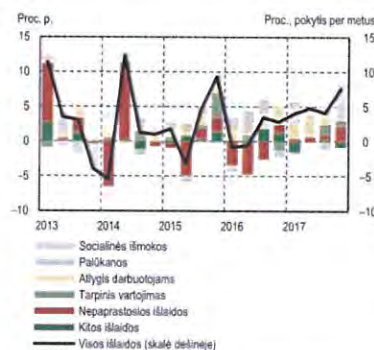 Proc. p. Proc., pokytis per metus
15 15
10 10
5 5
0 0
–5 –5
–10 –10
2013 2014 2015 2016 2017
Socialinės išmokos
Palūkanos
Atlygis darbuotojams
Tarpinis vartojimas
Nepaprastosios išlaidos
Kitos išlaidos
Visos išlaidos (skalė dešinėje)